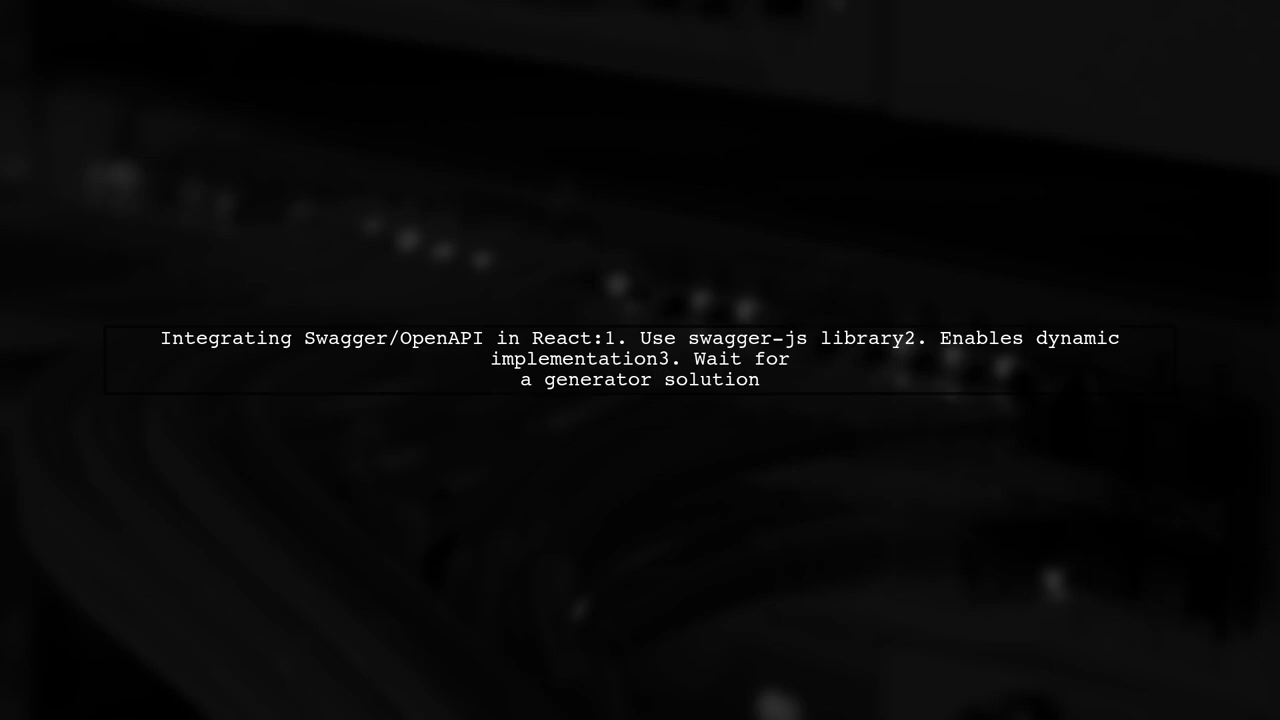 Integrating Swagger/OpenAPI in React:1. Use swagger-js library2. Enables dynamic
implementation3. Wait for
a generator solution